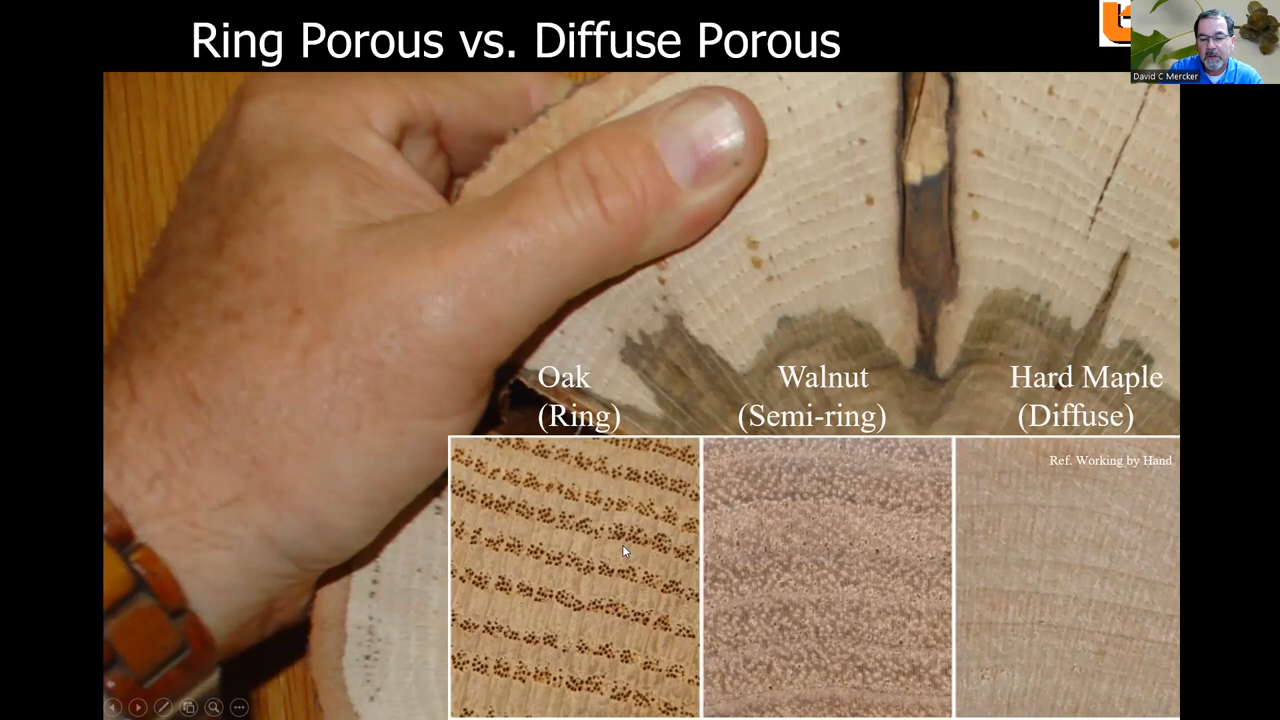 Ring Porous vs. Diffuse Porous
David C Mercker
Oak
(Ring)
Walnut
(Semi-ring)
Hard Maple
(Diffuse)
Ref. Working by Hand